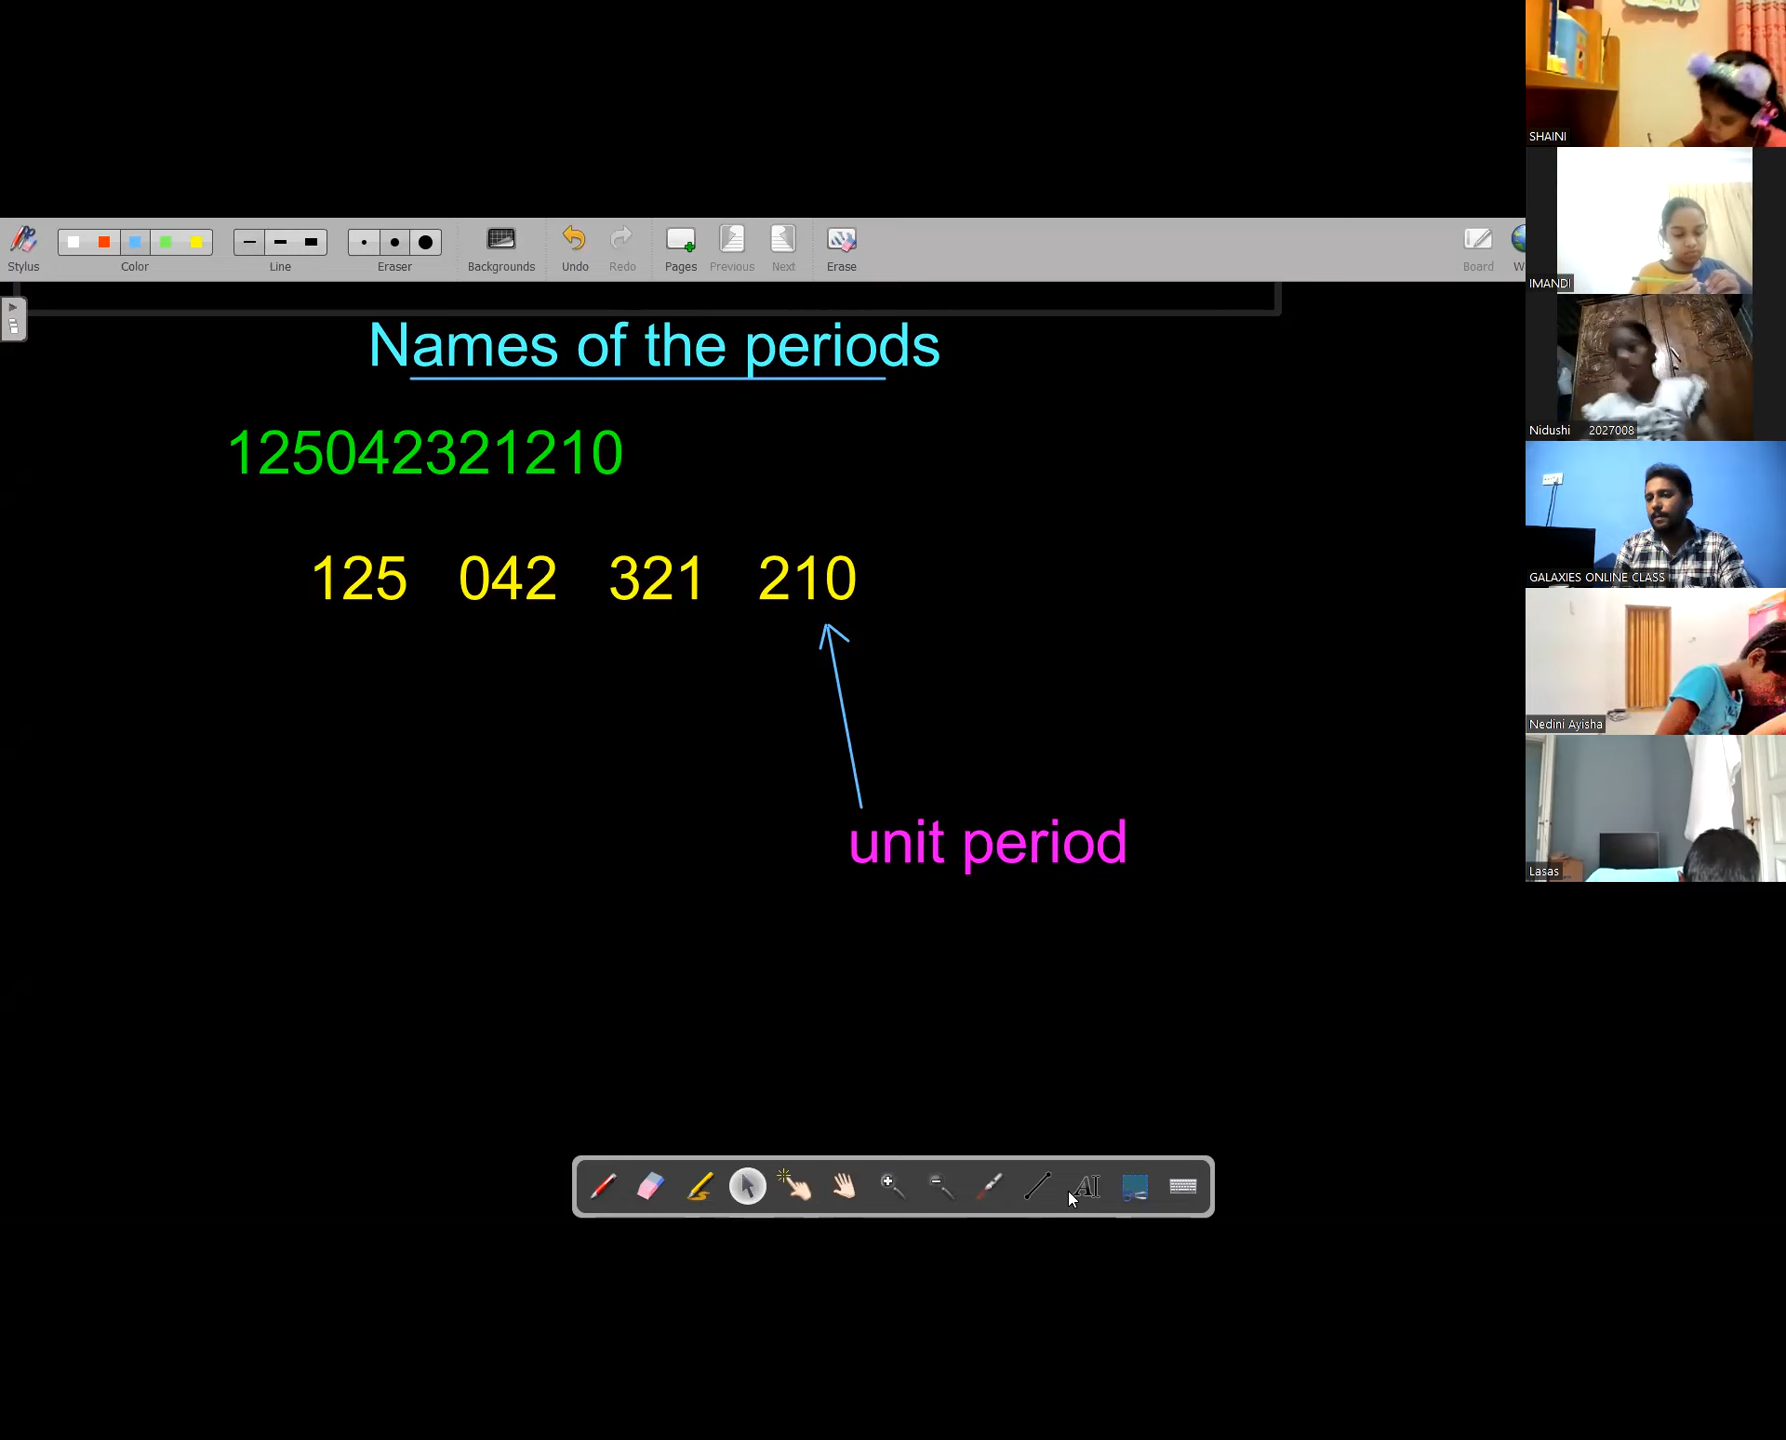 SHAINI
IMANDI
Nidushi 2027008
GALAXIES ONLINE CLASS
Nedini Ayisha
Lasas
Stylus
Color
Line
Eraser
Backgrounds
Undo
Redo
Pages
Previous
Next
Erase
Board
W
Names of the periods
125042321210
125 042 321 210
unit period